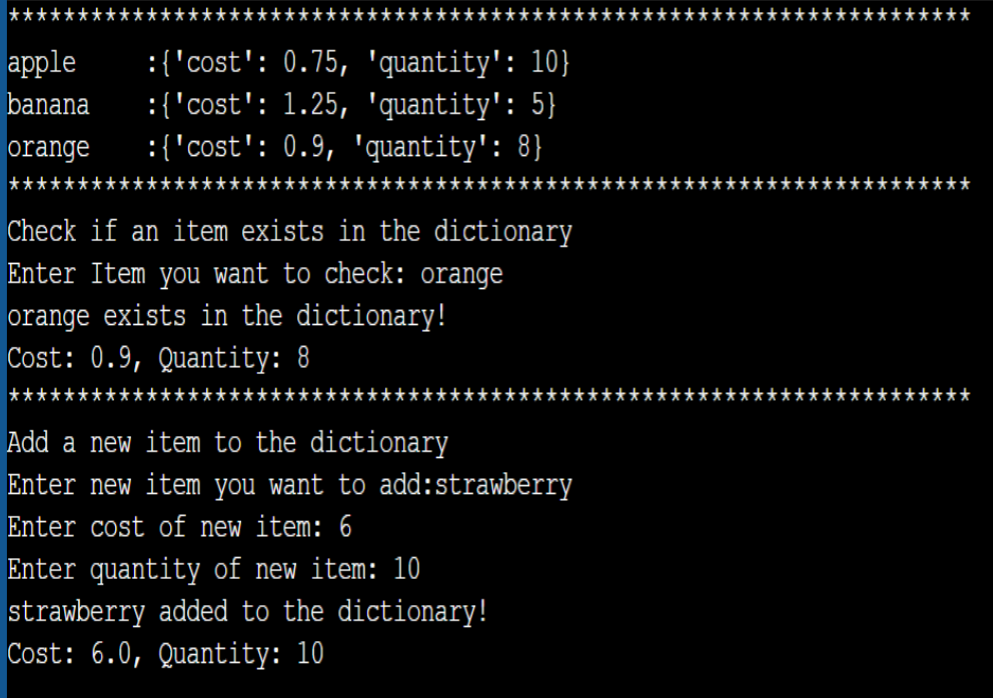 **********************************************************************
apple     :{'cost': 0.75, 'quantity': 10}
banana    :{'cost': 1.25, 'quantity': 5}
orange    :{'cost': 0.9, 'quantity': 8}
**********************************************************************
Check if an item exists in the dictionary
Enter Item you want to check: orange
orange exists in the dictionary!
Cost: 0.9, Quantity: 8
**********************************************************************
Add a new item to the dictionary
Enter new item you want to add:strawberry
Enter cost of new item: 6
Enter quantity of new item: 10
strawberry added to the dictionary!
Cost: 6.0, Quantity: 10